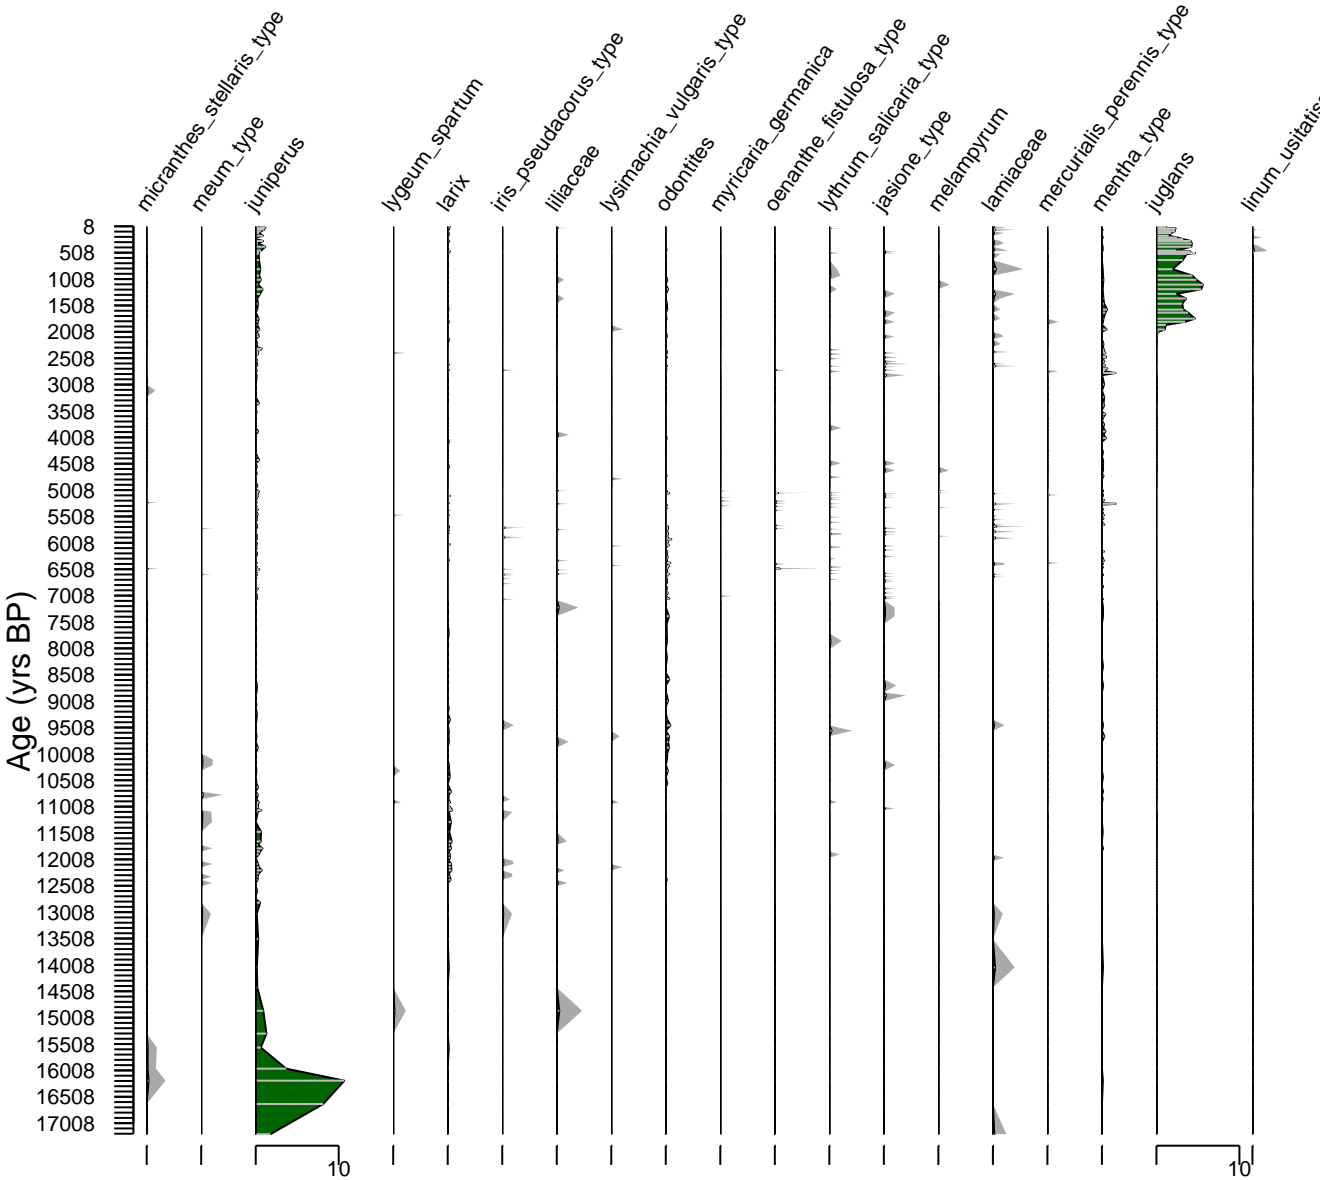 micranthes_stellaris_type
meum_type
juniperus
lygeum_spartum
larix
iris_pseudacorus_type
liliaceae
lysimachia_vulgaris_type
odontites
myricaria_germanica
oenanthe_fistulosa_type
lythrum_salicaria_type
jasione_type
melampyrum
lamiaceae
mercurialis_perennis_type
mentha_type
juglans
linum_usitatis
Age (yrs BP)
8
508
1008
1508
2008
2508
3008
3508
4008
4508
5008
5508
6008
6508
7008
7508
8008
8508
9008
9508
10008
10508
11008
11508
12008
12508
13008
13508
14008
14508
15008
15508
16008
16508
17008
10
10